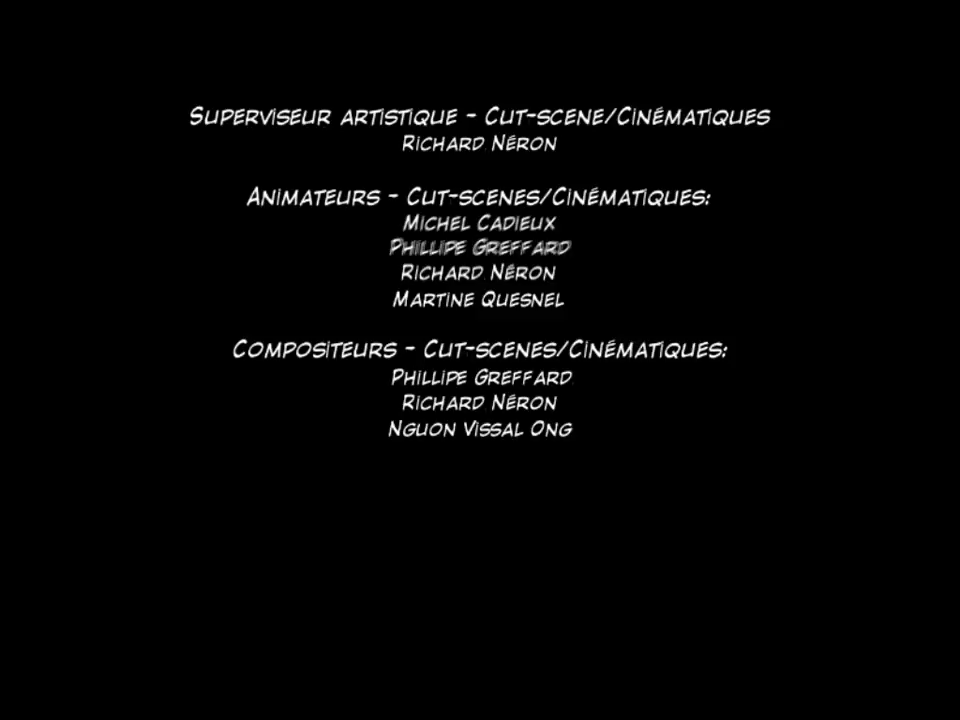 Superviseur artistique - Cut-scene/Cinématiques
Richard Néron
Animateurs - Cut-scenes/Cinématiques:
Michel Cadieux
Phillipe Greffard
Richard Néron
Martine Quesnel
Compositeurs - Cut-scenes/Cinématiques:
Phillipe Greffard
Richard Néron
Nguon Vissal Ong